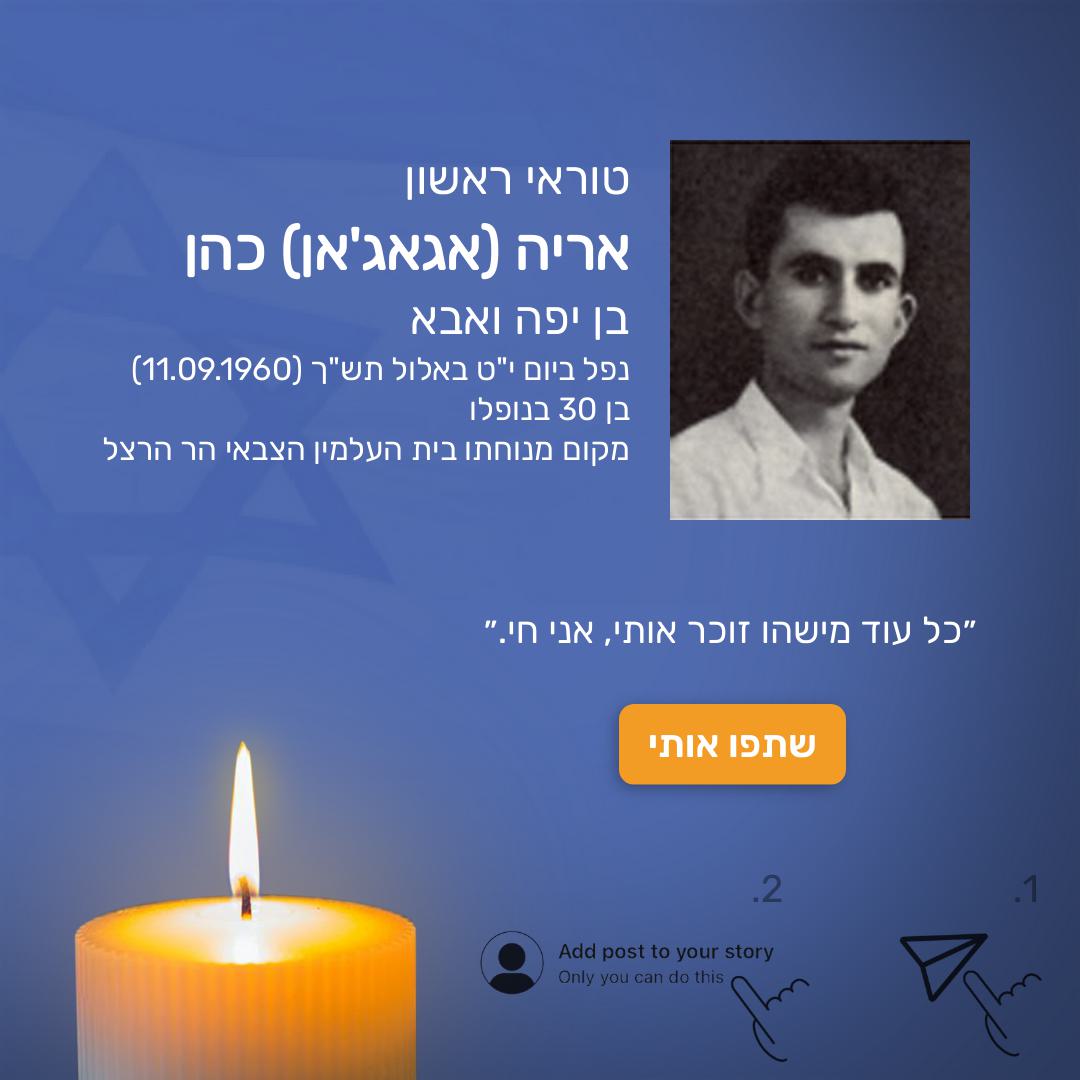 טוראי ראשון
אריה (אגאג'אן) כהן
בן יפה ואבא
נפל ביום י"ט באלול תש"ך (11.09.1960)
בן 30 בנופלו
מקום מנוחתו בית העלמין הצבאי הר הרצל
״כל עוד מישהו זוכר אותי, אני חי.״
שתפו אותי
.1
.2
Add post to your story
Only you can do this